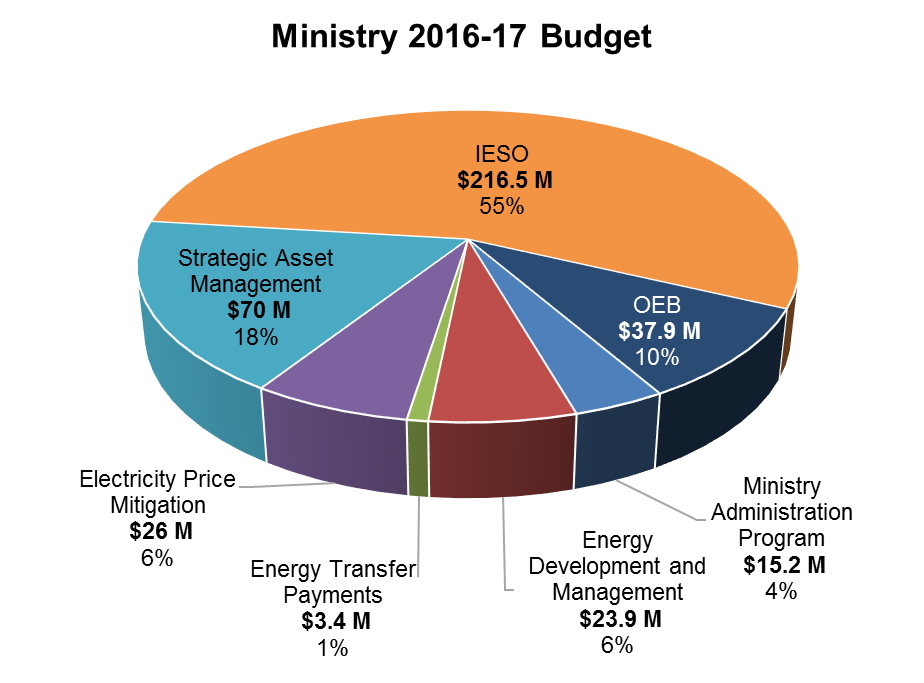 Ministry 2016-17 Budget
IESO
$216.5 M
55%
Strategic Asset
Management
$70 M
18%
OEB
$37.9 M
10%
Electricity Price
Mitigation
$26 M
6%
Energy Transfer
Payments
$3.4 M
1%
Energy
Development and
Management
$23.9 M
6%
Ministry
Administration
Program
$15.2 M
4%